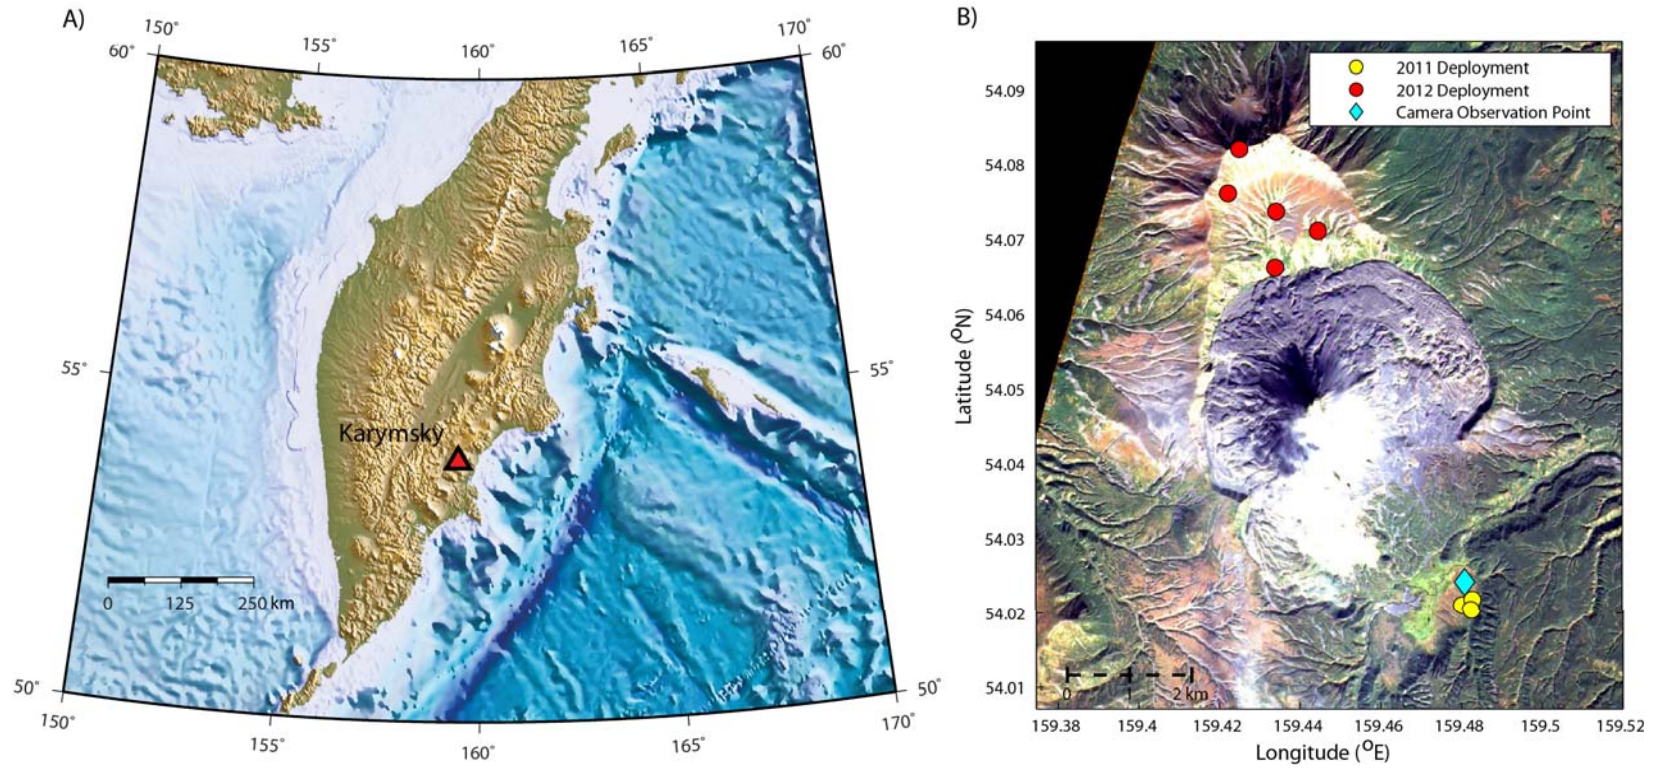 A)
150°
155°
160°
165°
170°
60°
60°
55°
55°
Karymsky
0 125 250 km
50°
50°
150°
155°
160°
165°
170°
B)
2011 Deployment
2012 Deployment
Camera Observation Point
54.09
54.08
54.07
54.06
54.05
54.04
54.03
54.02
54.01
Latitude (ºN)
0 2 km
159.38 159.4 159.42 159.44 159.46 159.48 159.5 159.52
Longitude (ºE)